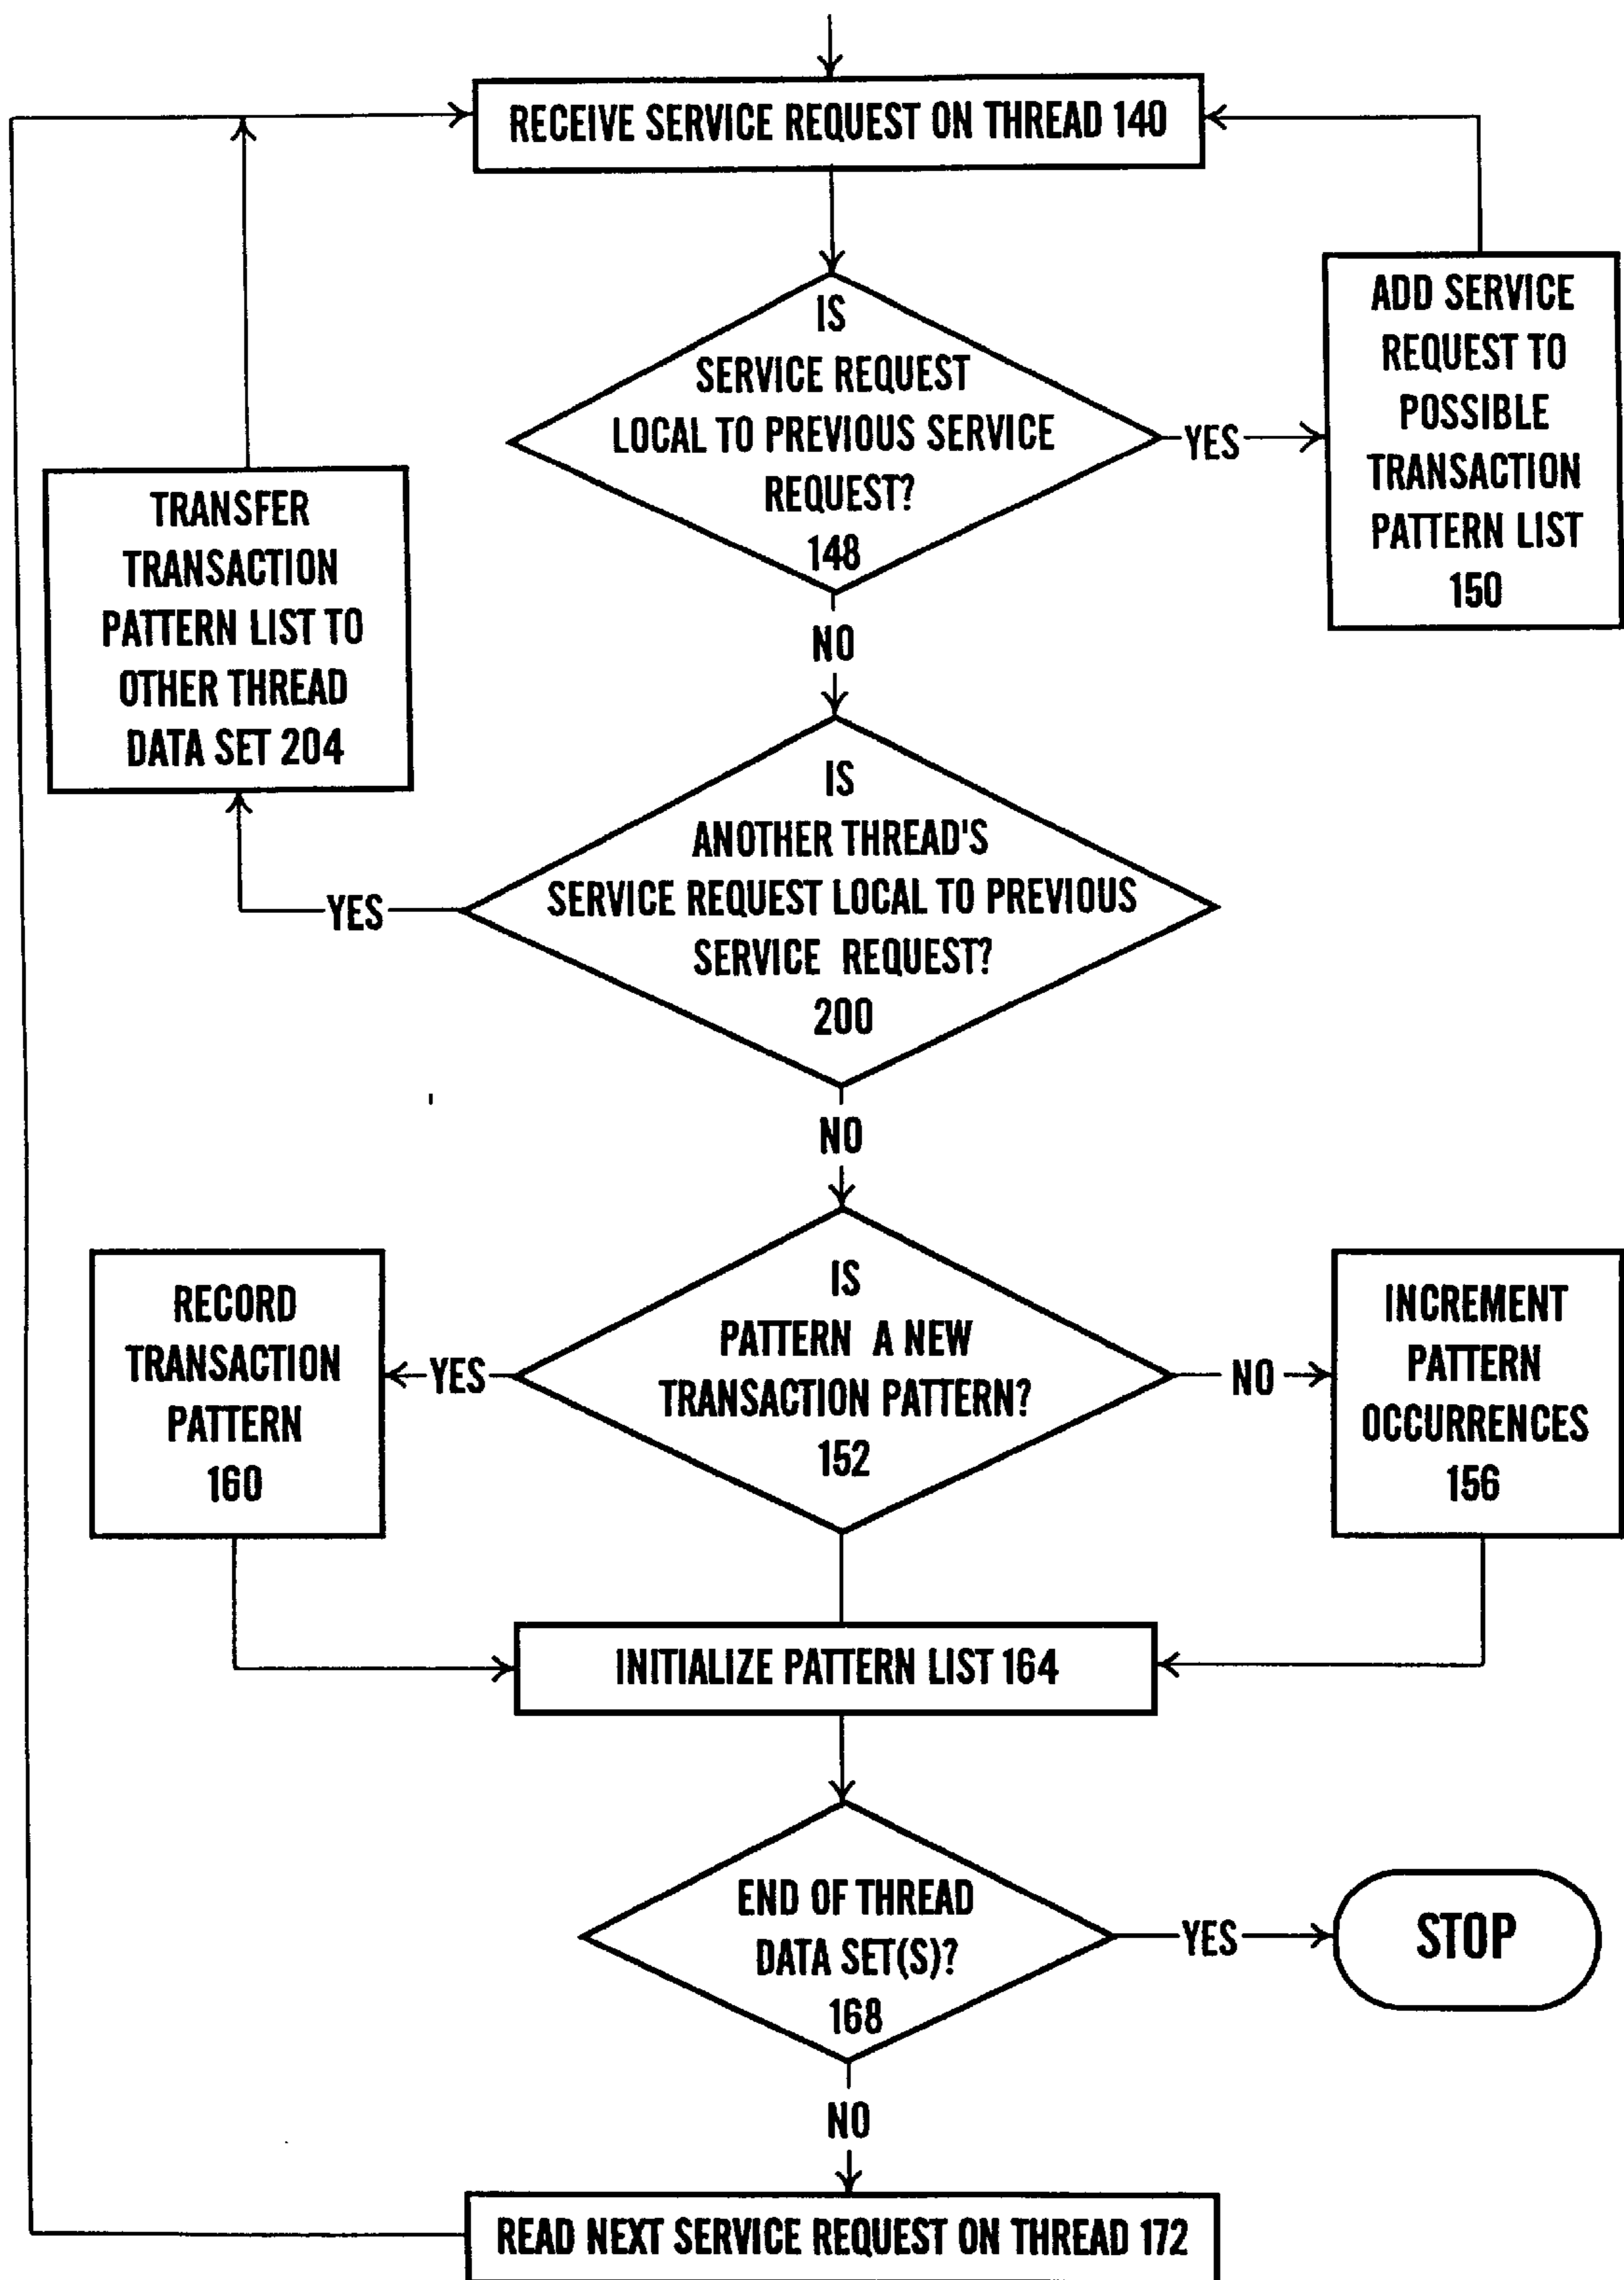 RECEIVE SERVICE REQUEST ON THREAD 140
IS
SERVICE REQUEST
LOCAL TO PREVIOUS SERVICE
REQUEST?
148
YES
ADD SERVICE
REQUEST TO
POSSIBLE
TRANSACTION
PATTERN LIST
150
NO
TRANSFER
TRANSACTION
PATTERN LIST TO
OTHER THREAD
DATA SET 204
IS
ANOTHER THREAD'S
SERVICE REQUEST LOCAL TO PREVIOUS
SERVICE REQUEST?
200
YES
NO
IS
PATTERN A NEW
TRANSACTION PATTERN?
152
YES
RECORD
TRANSACTION
PATTERN
160
NO
INCREMENT
PATTERN
OCCURRENCES
156
INITIALIZE PATTERN LIST 164
END OF THREAD
DATA SET(S)?
168
YES
STOP
NO
READ NEXT SERVICE REQUEST ON THREAD 172